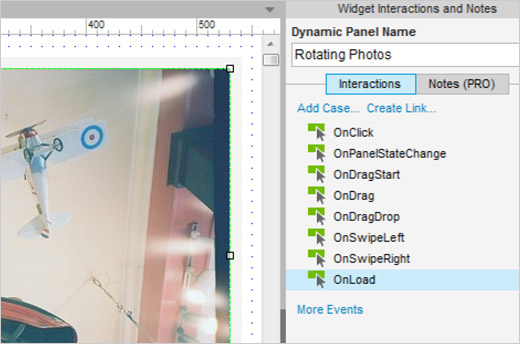 Widget Interactions and Notes
400
500
Dynamic Panel Name
Rotating Photos
Interactions
Notes (PRO)
Add Case...
Create Link...
OnClick
OnPanelStateChange
OnDragStart
OnDrag
OnDragDrop
OnSwipeLeft
OnSwipeRight
OnLoad
More Events